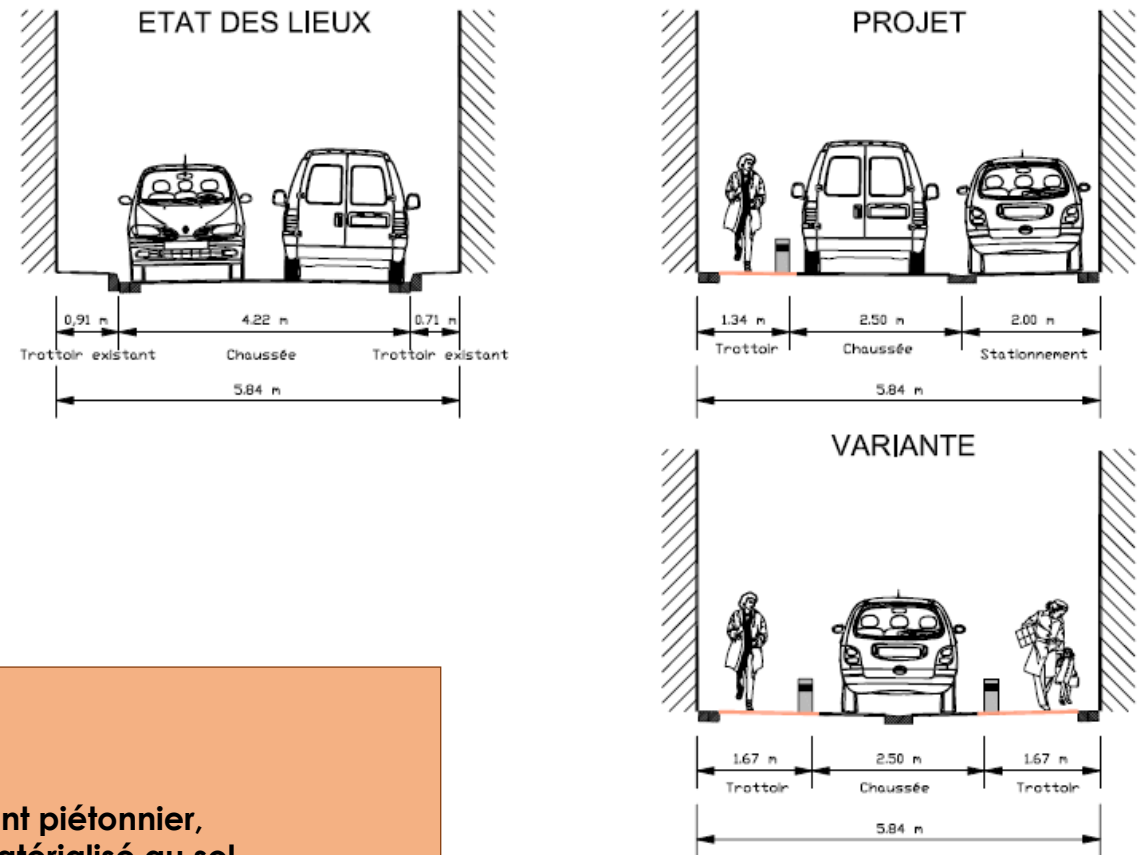 ETAT DES LIEUX
0,91 m
4.22 m
0.71 m
Trottoir existant
Chaussée
Trottoir existant
5.84 m
PROJET
1.34 m
2.50 m
2.00 m
Trottoir
Chaussée
Stationnement
5.84 m
VARIANTE
1.67 m
2.50 m
1.67 m
Trottoir
Chaussée
Trottoir
5.84 m
nt piétonnier,